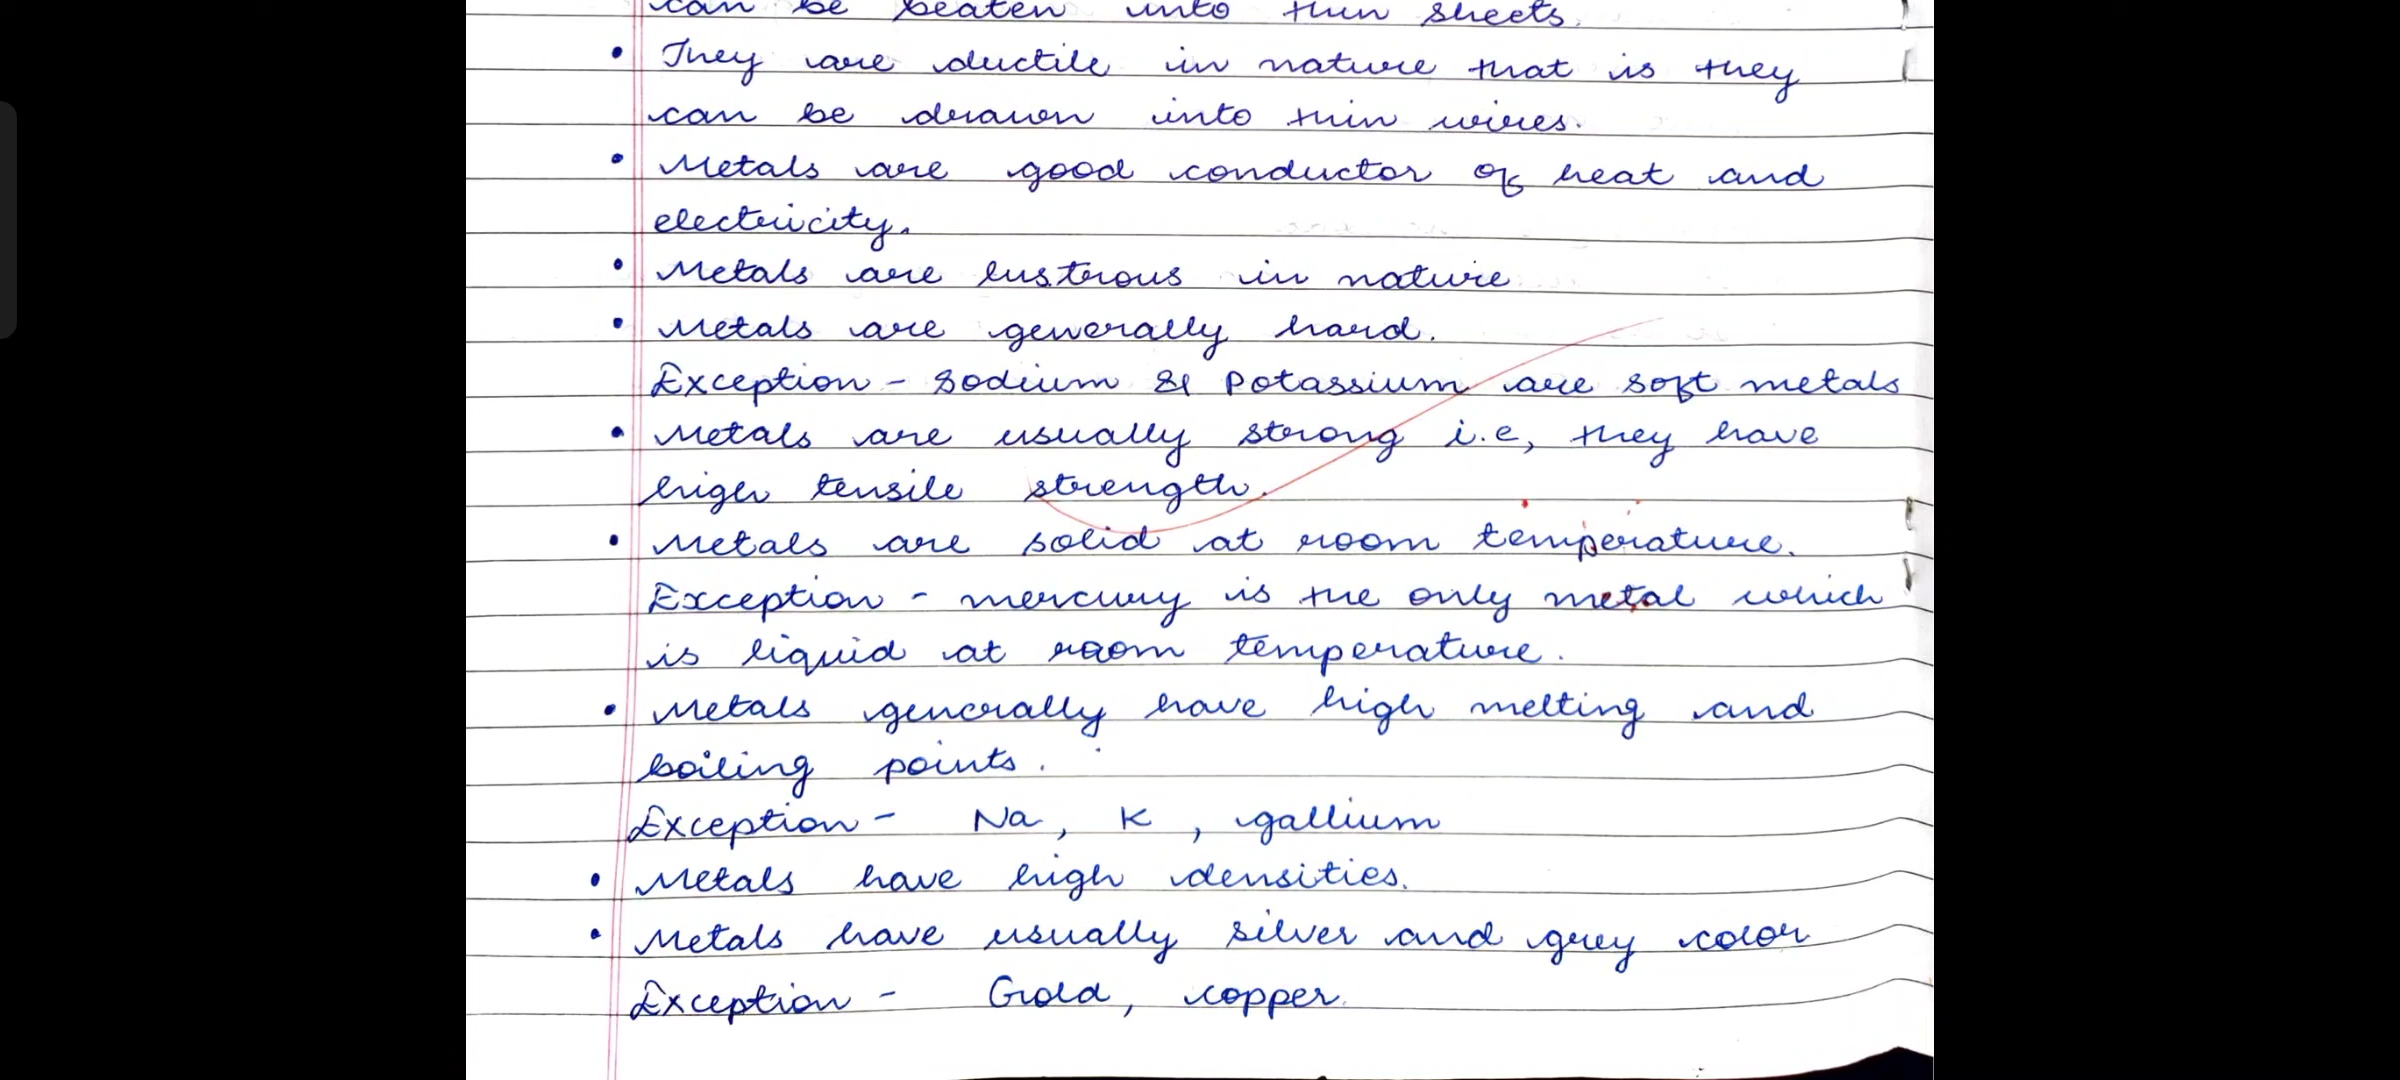 can be beaten into thin sheets.
• They are ductile in nature that is they
can be drawn into thin wires.
• Metals are good conductor of heat and
electricity.
• Metals are lustrous in nature
• Metals are generally hard.
Exception - Sodium & Potassium are soft metals
• Metals are usually strong i.e, they have
high tensile strength.
• Metals are solid at room temperature.
Exception - mercury is the only metal which
is liquid at room temperature.
• Metals generally have high melting and
boiling points.
Exception - Na, K, gallium
• Metals have high densities.
• Metals have usually silver and grey color
Exception - Gold, copper.